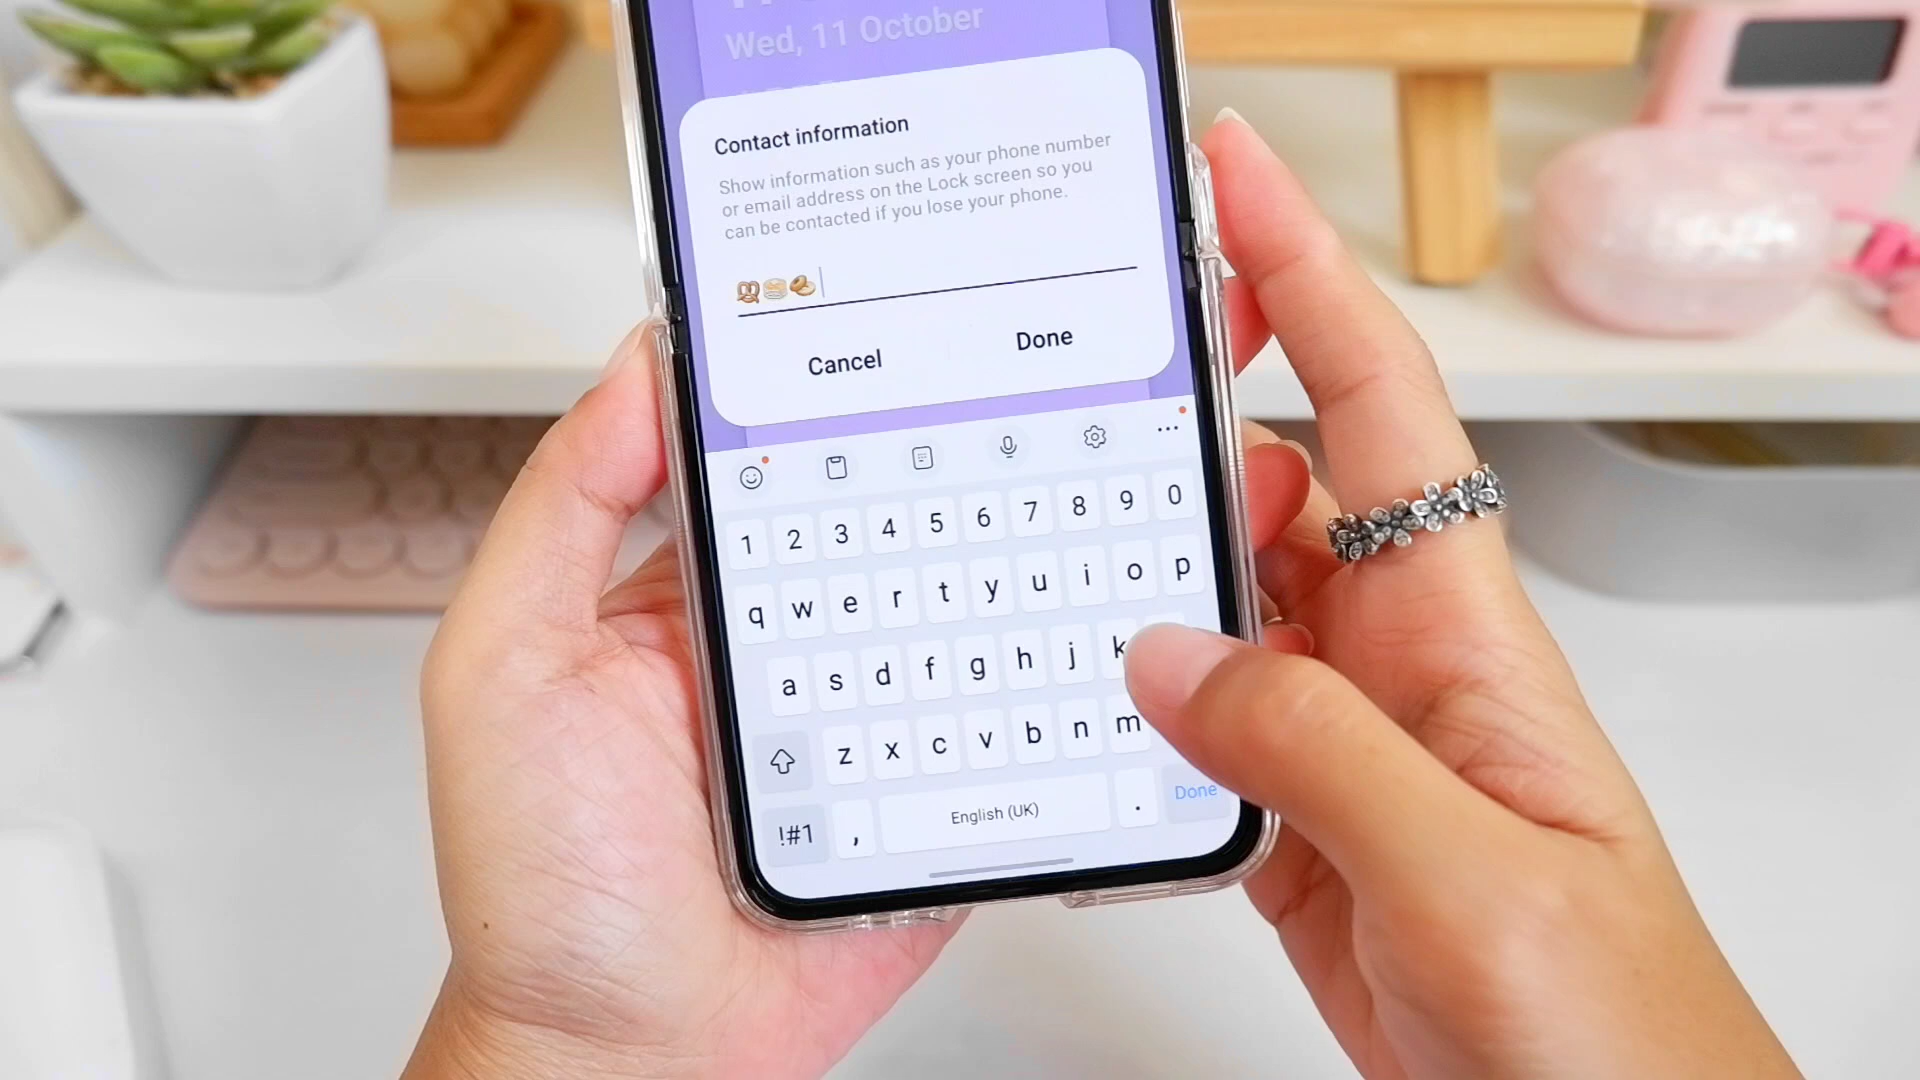 Wed, 11 October
Contact information
Show information such as your phone number
or email address on the Lock screen so you
can be contacted if you lose your phone.
🥨🥞🥯
Cancel
Done
1 2 3 4 5 6 7 8 9 0
q w e r t y u i o p
a s d f g h j k
z x c v b n m
!#1 , English (UK) . Done